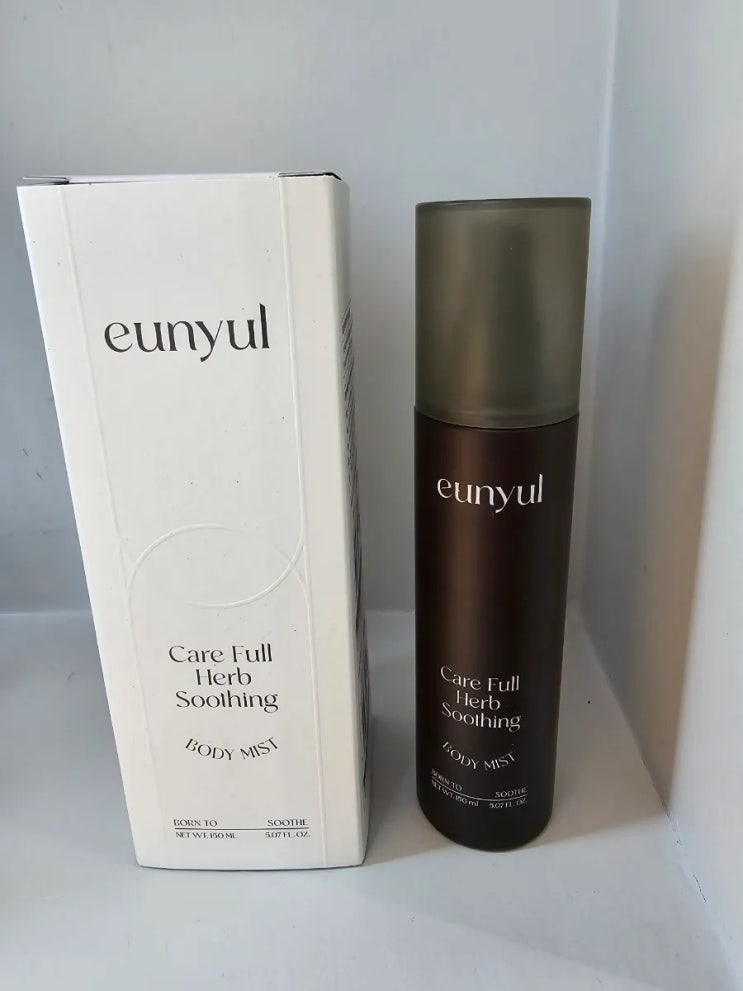 eunyul
Care Full
Herb
Soothing
BODY MIST
BORN TO SOOTHE
NET WT. 150 ML 5.07 FL. OZ.
eunyul
Care Full
Herb
Soothing
BODY MIST
BORN TO SOOTHE
NET WT. 150 ml 5.07 FL. OZ.